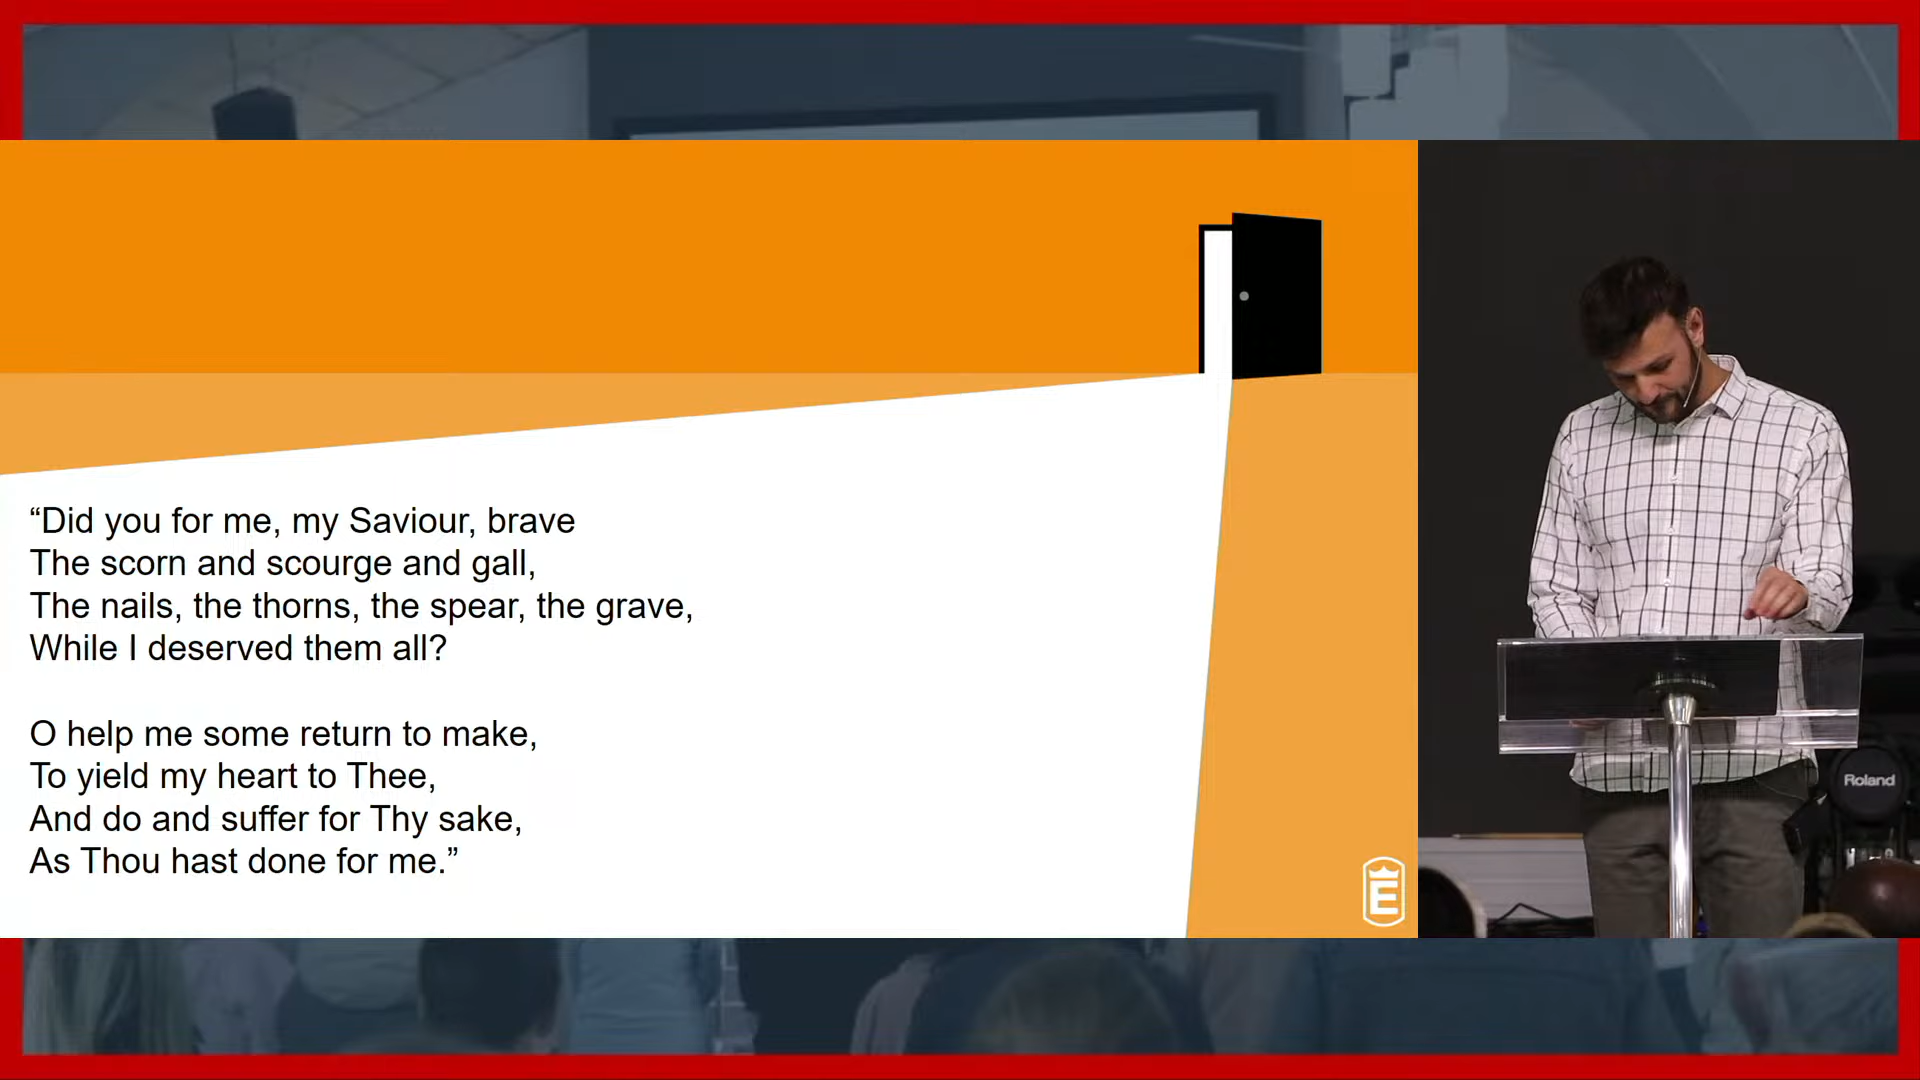 “Did you for me, my Saviour, brave
The scorn and scourge and gall,
The nails, the thorns, the spear, the grave,
While I deserved them all?
O help me some return to make,
To yield my heart to Thee,
And do and suffer for Thy sake,
As Thou hast done for me.”
E
Roland